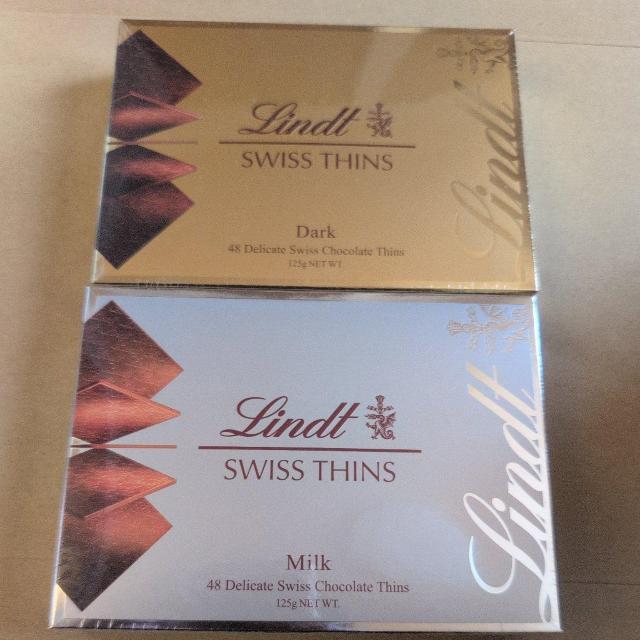 Lindt
SWISS THINS
Dark
48 Delicate Swiss Chocolate Thins
125g NET WT.
Lindt
Lindt
SWISS THINS
Milk
48 Delicate Swiss Chocolate Thins
125g NET WT.
Lindt